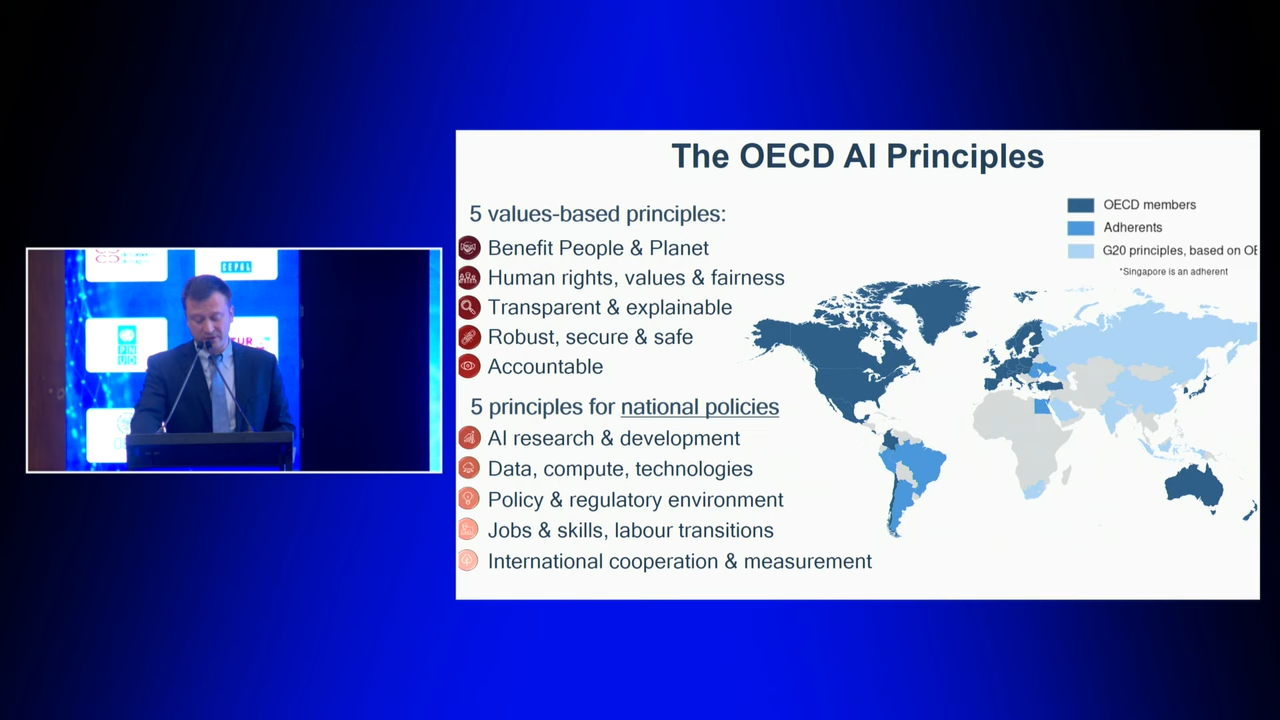 The OECD AI Principles
5 values-based principles:
Benefit People & Planet
Human rights, values & fairness
Transparent & explainable
Robust, secure & safe
Accountable
5 principles for national policies
AI research & development
Data, compute, technologies
Policy & regulatory environment
Jobs & skills, labour transitions
International cooperation & measurement
OECD members
Adherents
G20 principles, based on OE
*Singapore is an adherent
CEPAL
P N
U D